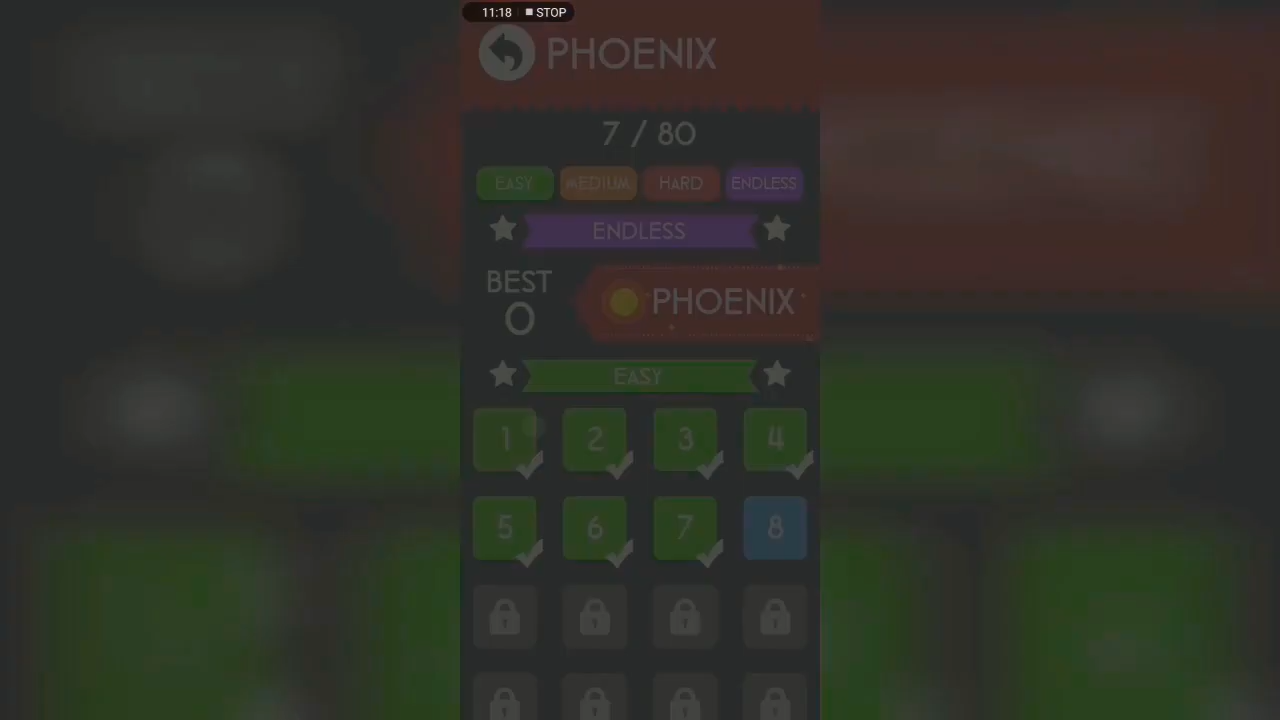 11:18 STOP
PHOENIX
7 / 80
EASY MEDIUM HARD ENDLESS
ENDLESS
BEST
0
PHOENIX
EASY
1 2 3 4
5 6 7 8